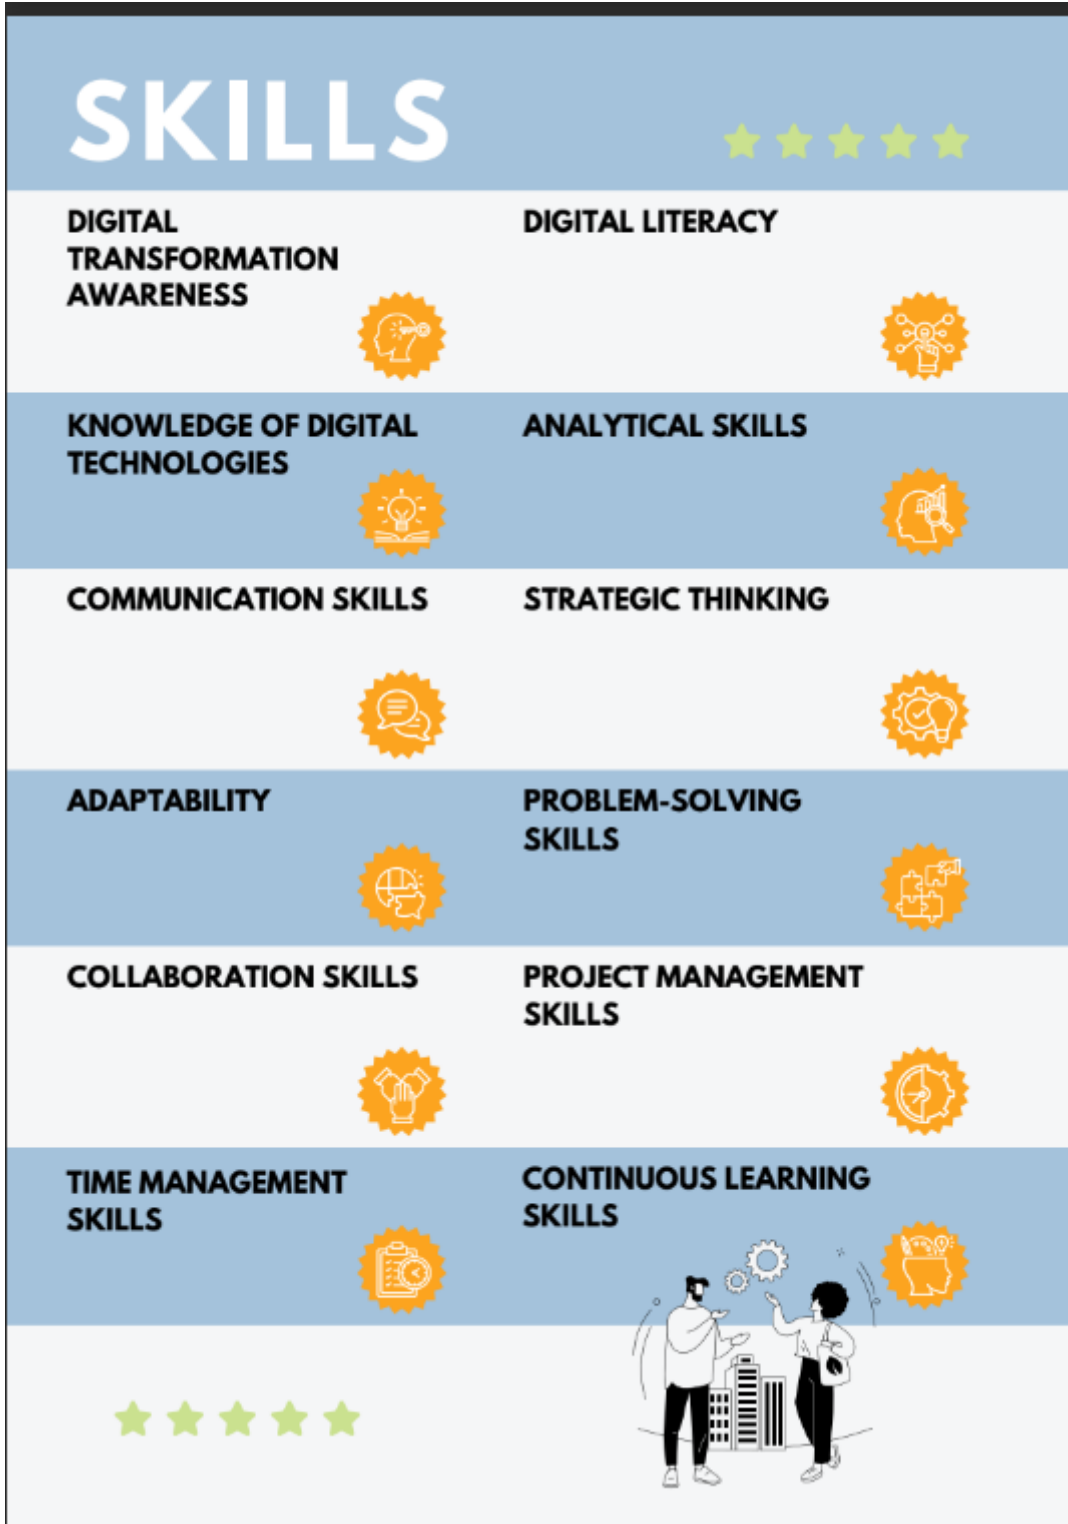 SKILLS
DIGITAL
TRANSFORMATION
AWARENESS
DIGITAL LITERACY
KNOWLEDGE OF DIGITAL
TECHNOLOGIES
ANALYTICAL SKILLS
COMMUNICATION SKILLS
STRATEGIC THINKING
ADAPTABILITY
PROBLEM-SOLVING
SKILLS
COLLABORATION SKILLS
PROJECT MANAGEMENT
SKILLS
TIME MANAGEMENT
SKILLS
CONTINUOUS LEARNING
SKILLS